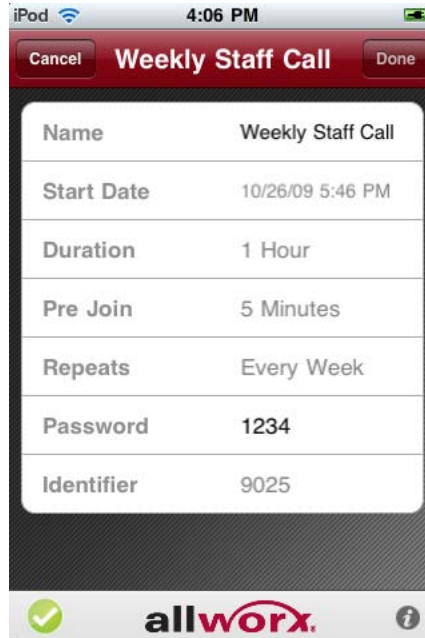 iPod 4:06 PM
Cancel Weekly Staff Call Done
Name Weekly Staff Call
Start Date 10/26/09 5:46 PM
Duration 1 Hour
Pre Join 5 Minutes
Repeats Every Week
Password 1234
Identifier 9025
allworx.
i